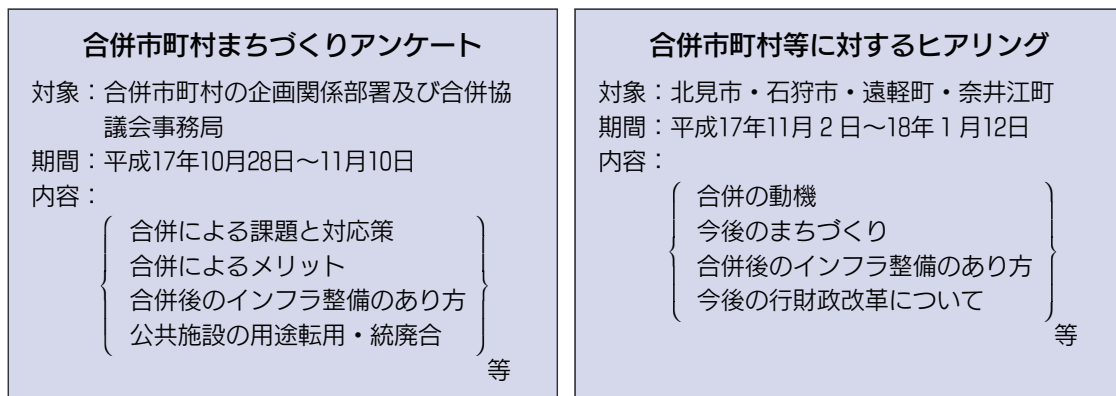 合併市町村まちづくりアンケート
対象：合併市町村の企画関係部署及び合併協
議会事務局
期間：平成17年10月28日〜11月10日
内容：
合併による課題と対応策
合併によるメリット
合併後のインフラ整備のあり方
公共施設の用途転用・統廃合
等
合併市町村等に対するヒアリング
対象：北見市・石狩市・遠軽町・奈井江町
期間：平成17年11月2日〜18年1月12日
内容：
合併の動機
今後のまちづくり
合併後のインフラ整備のあり方
今後の行財政改革について
等